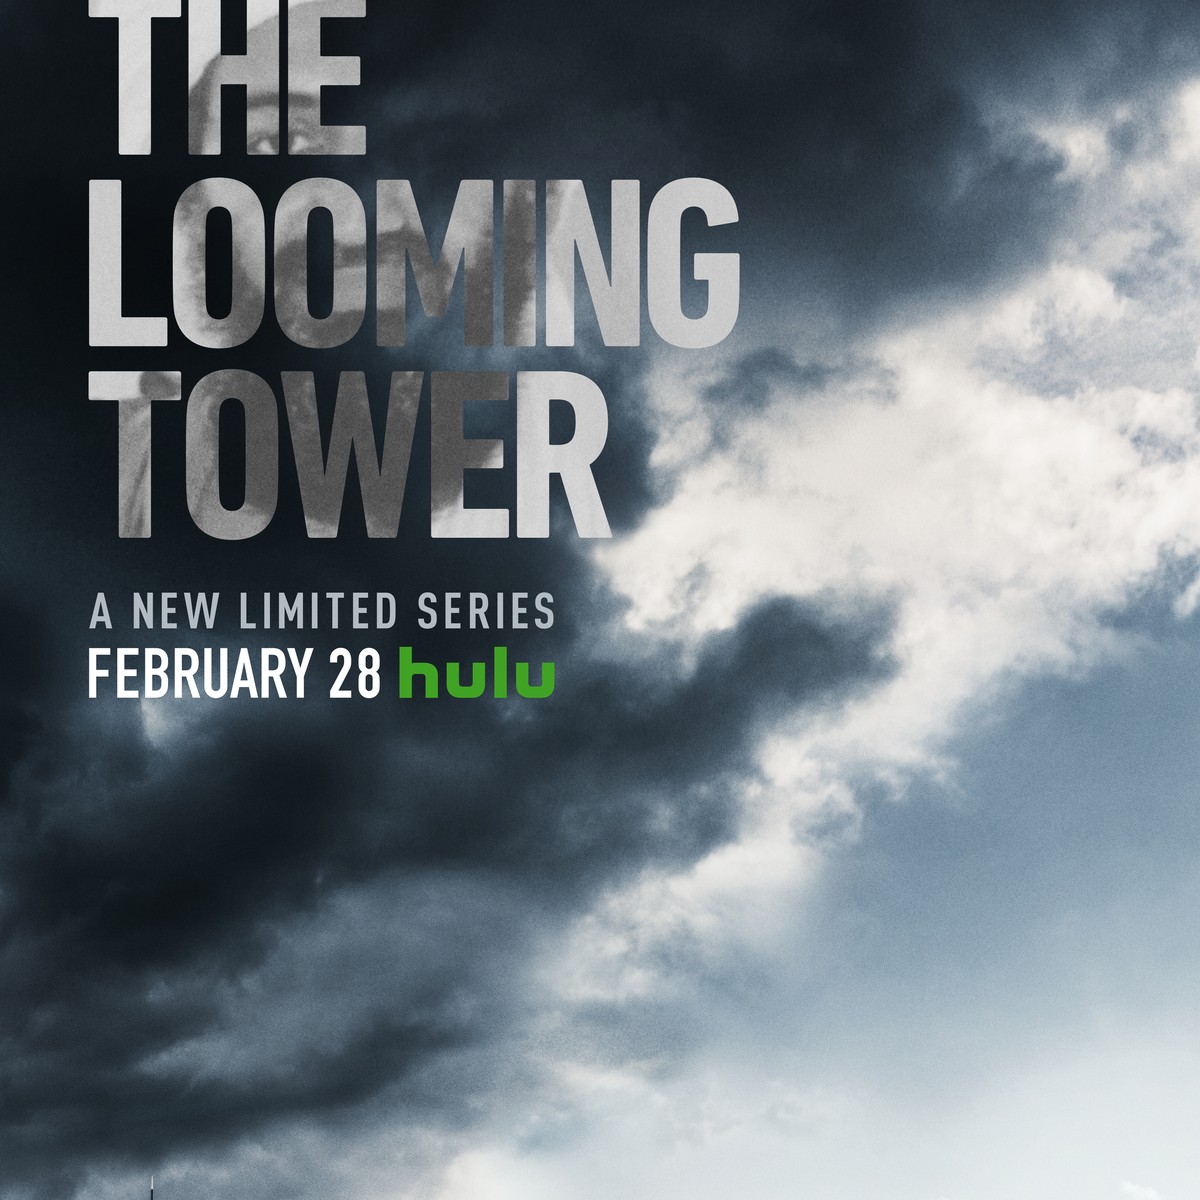 THE
LOOMING
TOWER
A NEW LIMITED SERIES
FEBRUARY 28 hulu